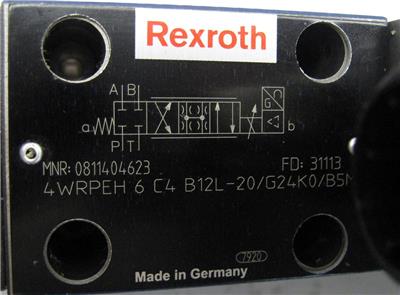 Rexroth
A B
G
a
b
P T
MNR: 0811404623 FD: 31113
4WRPEH 6 C4 B12L-20/G24K0/B5M
7920
Made in Germany